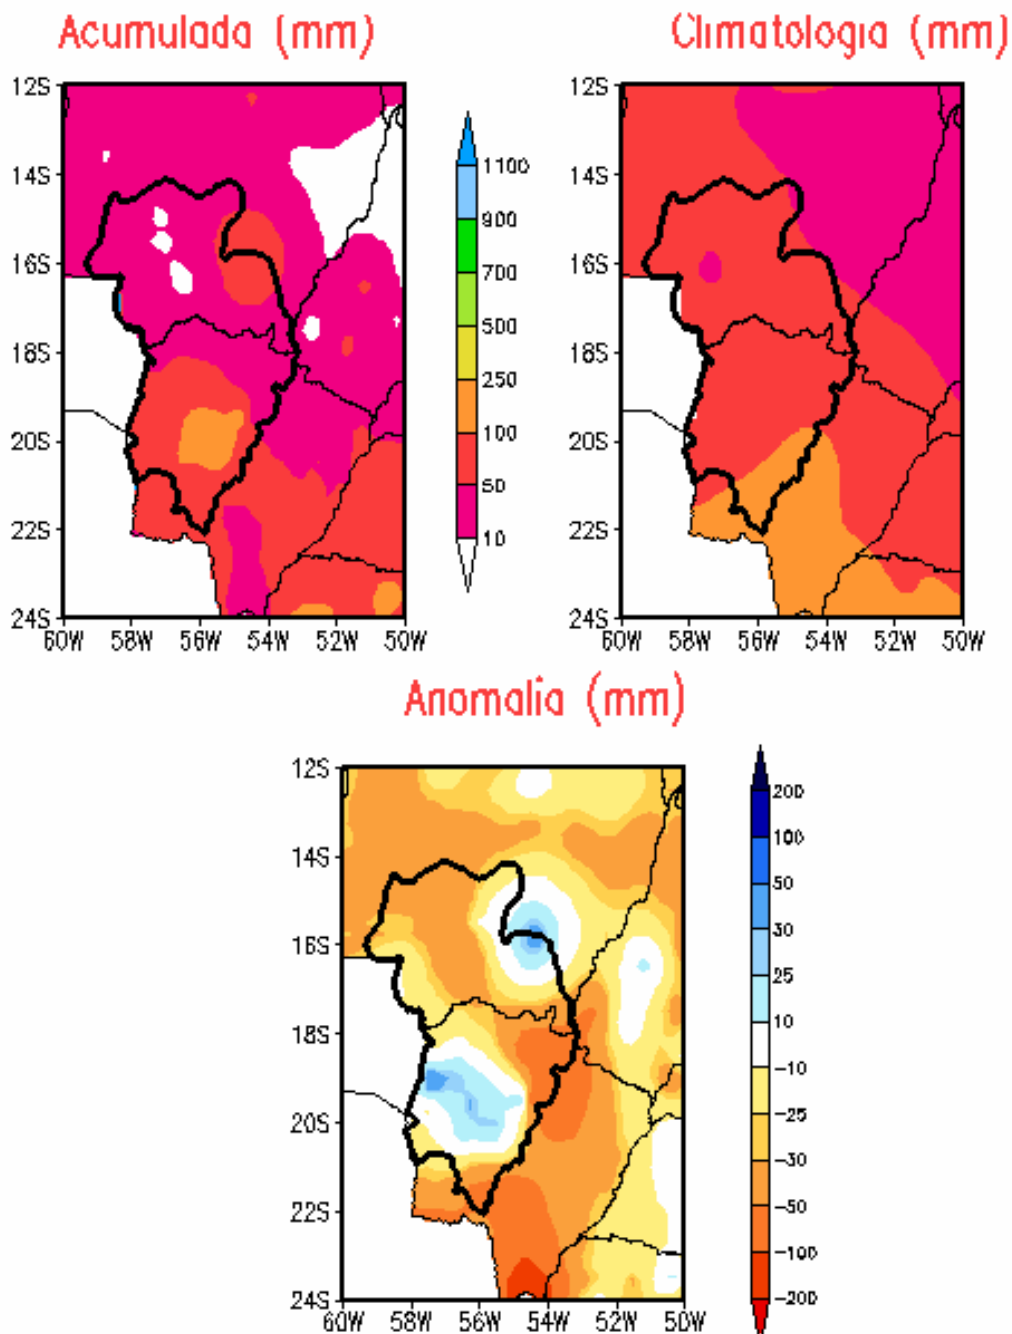 Acumulada (mm)
Climatologia (mm)
12S
14S
16S
18S
20S
22S
24S
60W 58W 56W 54W 52W 50W
1100
900
700
500
250
100
50
10
12S
14S
16S
18S
20S
22S
24S
60W 58W 56W 54W 52W 50W
Anomalia (mm)
12S
14S
16S
18S
20S
22S
24S
60W 58W 56W 54W 52W 50W
200
100
50
30
25
10
-10
-25
-30
-50
-100
-200